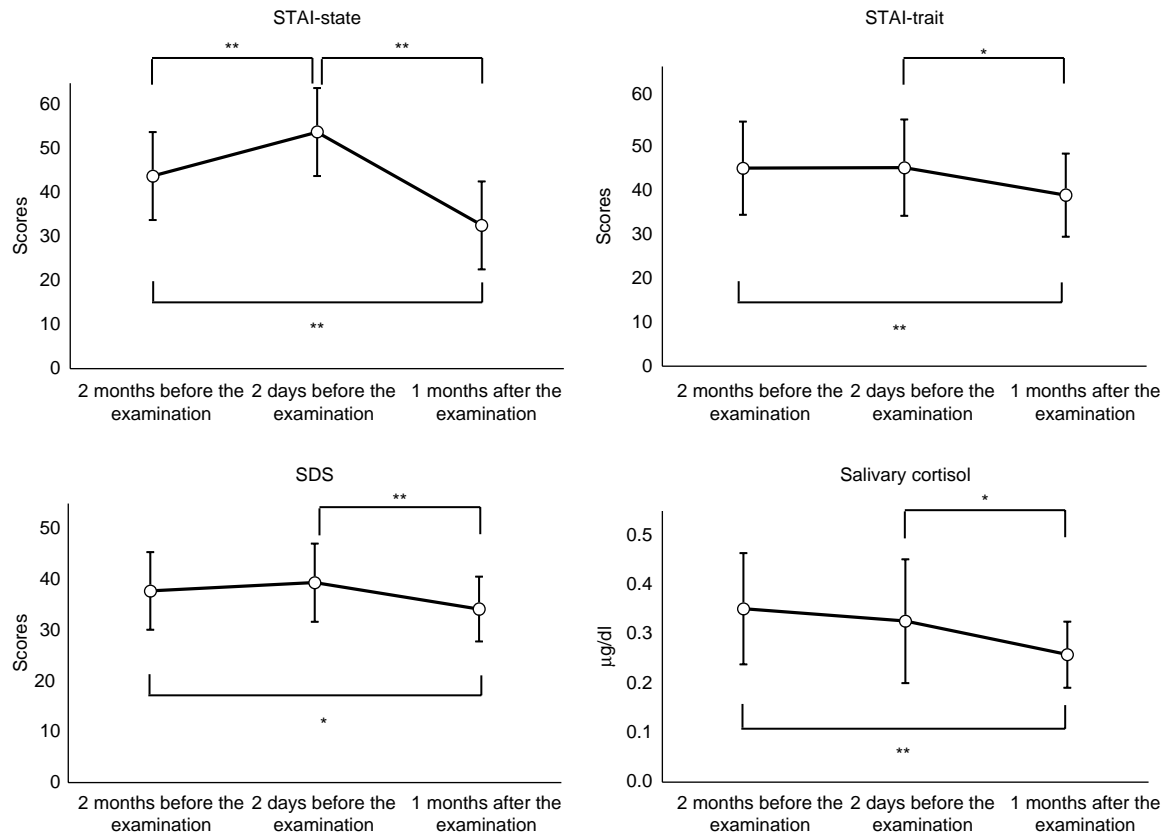 STAI-state
**
**
60
50
40
30
20
10
0
Scores
**
2 months before the
examination
2 days before the
examination
1 months after the
examination
STAI-trait
*
60
50
40
30
20
10
0
Scores
**
2 months before the
examination
2 days before the
examination
1 months after the
examination
SDS
**
50
40
30
20
10
0
Scores
*
2 months before the
examination
2 days before the
examination
1 months after the
examination
Salivary cortisol
*
0.5
0.4
0.3
0.2
0.1
0.0
µg/dl
**
2 months before the
examination
2 days before the
examination
1 months after the
examination